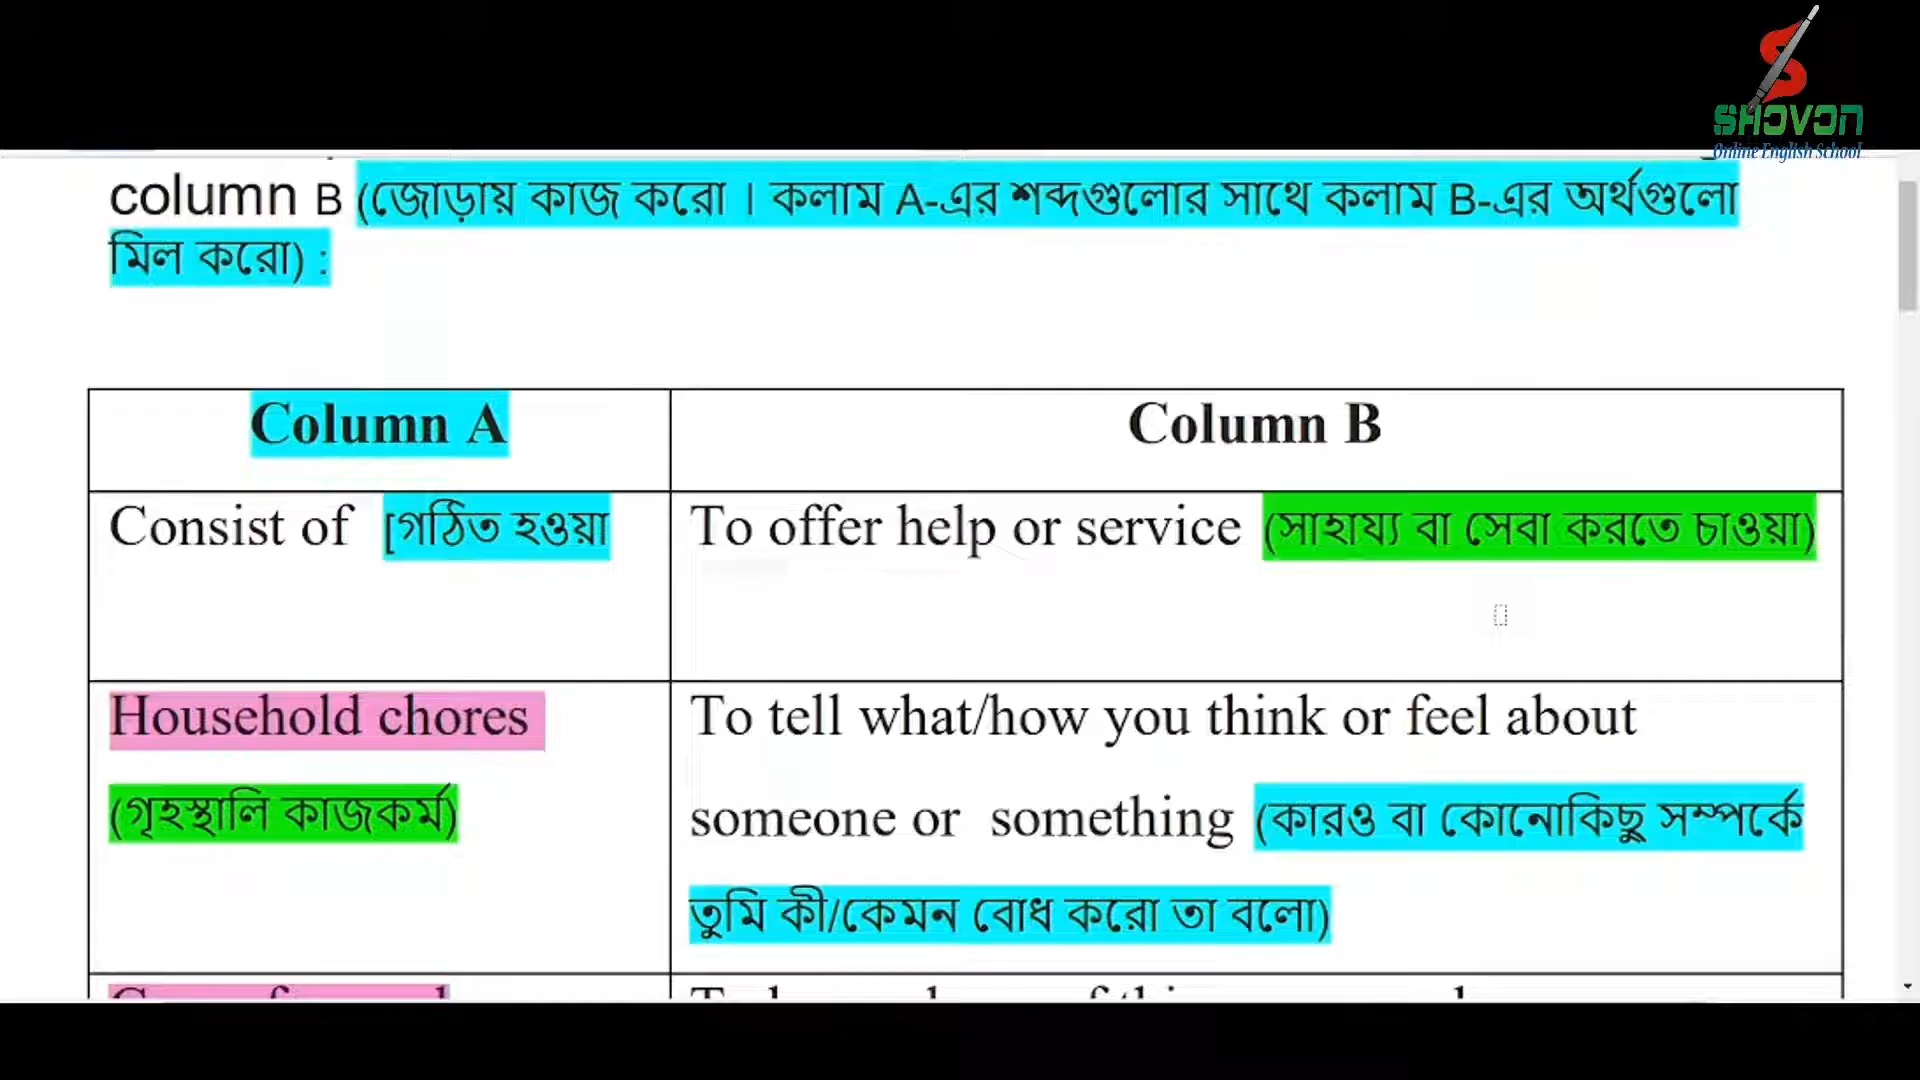 SHOVON
Online English School
column B (জোড়ায় কাজ করো । কলাম A-এর শব্দগুলোর সাথে কলাম B-এর অর্থগুলো
মিল করো) :
Column A
Column B
Consist of [গঠিত হওয়া
To offer help or service (সাহায্য বা সেবা করতে চাওয়া)
Household chores
(গৃহস্থালি কাজকর্ম)
To tell what/how you think or feel about
someone or something (কারও বা কোনোকিছু সম্পর্কে
তুমি কী/কেমন বোধ করো তা বলো)